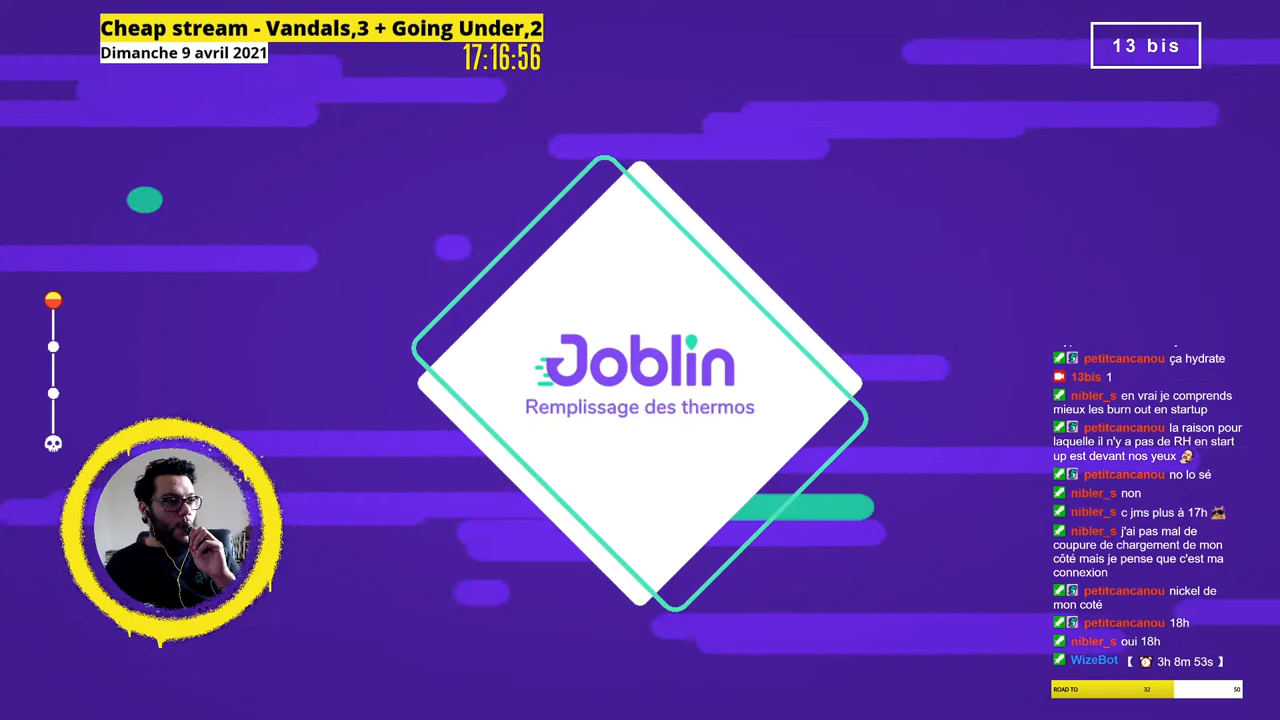 Cheap stream - Vandals,3 + Going Under,2
Dimanche 9 avril 2021
17:16:56
13 bis
Joblin
Remplissage des thermos
petitcancanou ça hydrate
13bis 1
nibler_s en vrai je comprends
mieux les burn out en startup
petitcancanou la raison pour
laquelle il n'y a pas de RH en start
up est devant nos yeux
petitcancanou no lo sé
nibler_s non
nibler_s c jms plus à 17h
nibler_s j'ai pas mal de
coupure de chargement de mon
côté mais je pense que c'est ma
connexion
petitcancanou nickel de
mon coté
petitcancanou 18h
nibler_s oui 18h
WizeBot 【 ⏰ 3h 8m 53s 】
ROAD TO 32 50